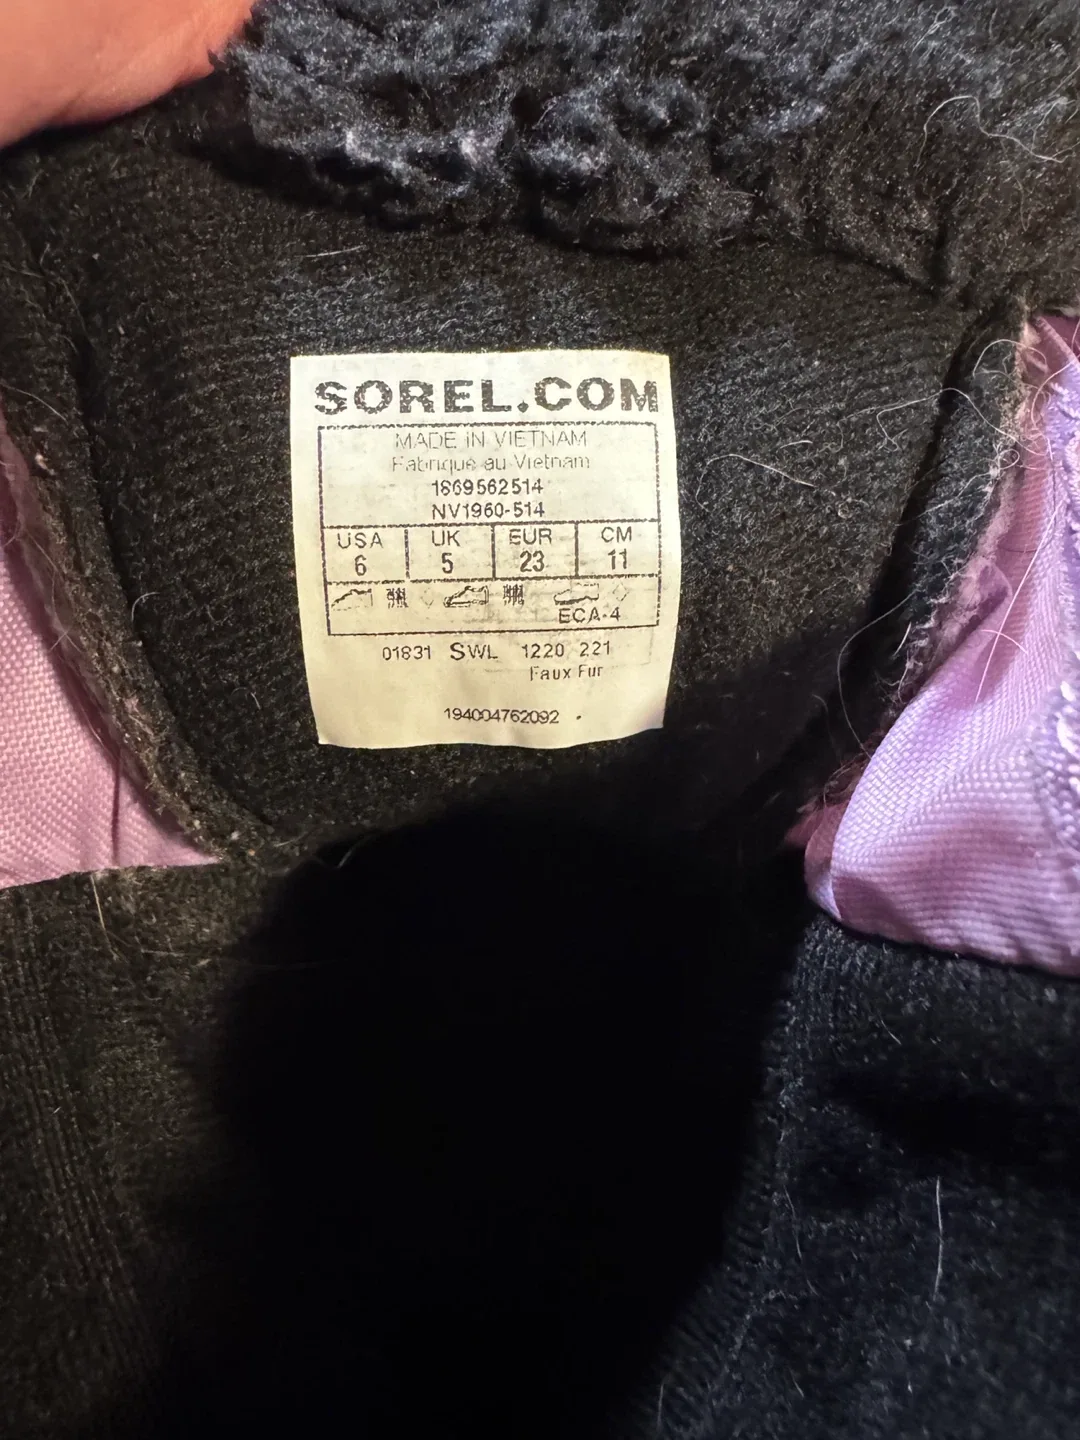 SOREL.COM
MADE IN VIETNAM
Fabriqué au Vietnam
1869562514
NV1960-514
USA UK EUR CM
6 5 23 11
ECA-4
01831 SWL 1220 221
Faux Fur
194004762092